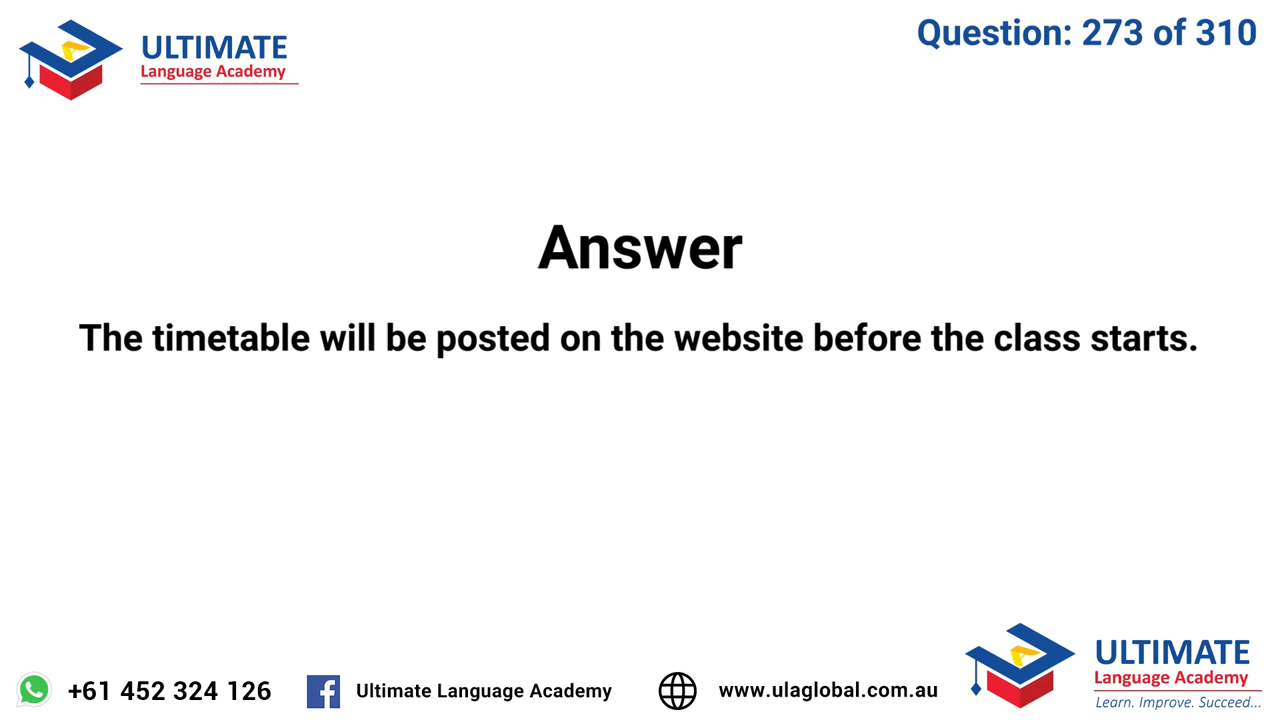 ULTIMATE
Language Academy
Question: 273 of 310
Answer
The timetable will be posted on the website before the class starts.
+61 452 324 126
Ultimate Language Academy
www.ulaglobal.com.au
ULTIMATE
Language Academy
Learn. Improve. Succeed...